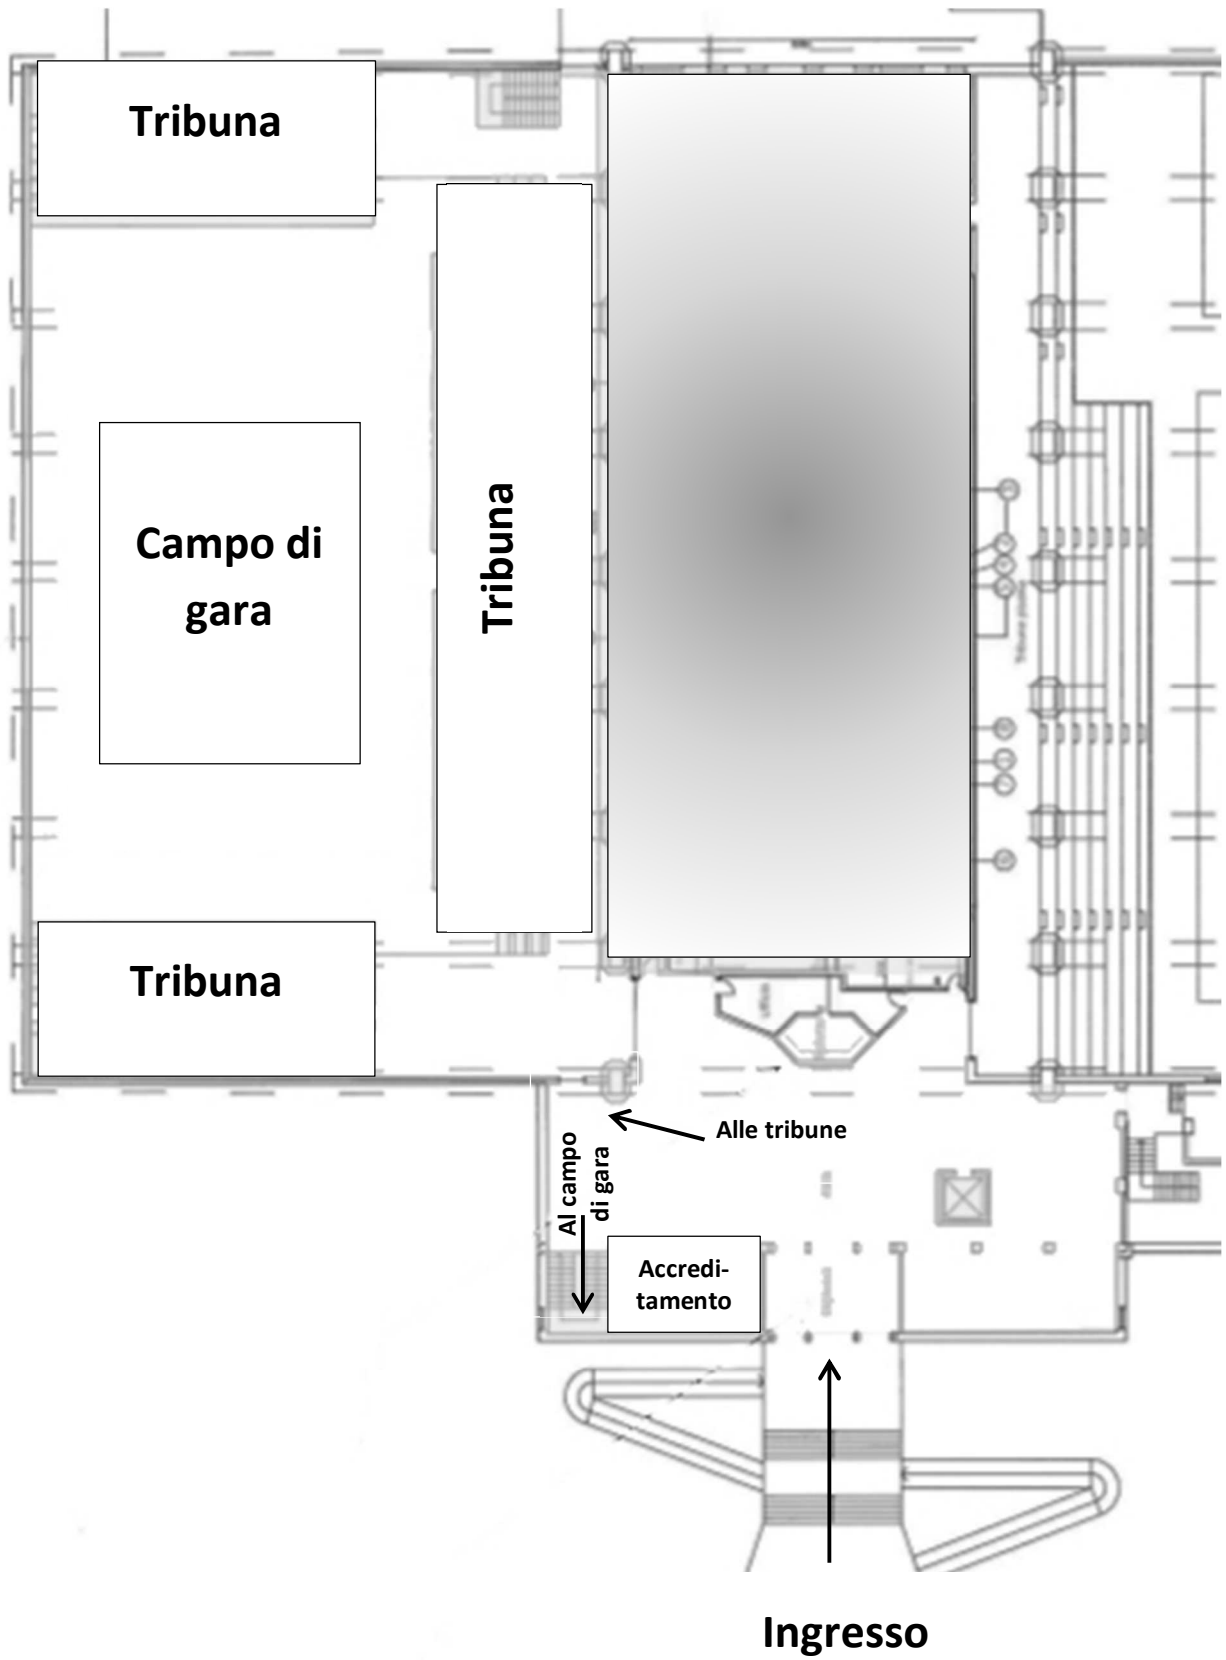 Tribuna
Campo di
gara
Tribuna
Tribuna
Alle tribune
Al campo
di gara
Accredi-
tamento
Ingresso